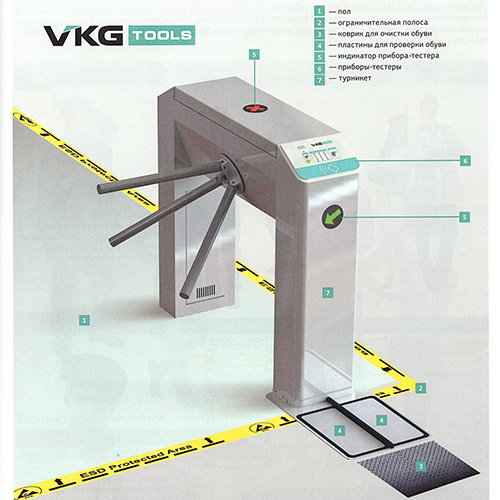 VKG TOOLS
1 — пол
2 — ограничительная полоса
3 — коврик для очистки обуви
4 — пластины для проверки обуви
5 — индикатор прибора-тестера
6 — приборы-тестеры
7 — турникет
5
VKG TOOLS
6
5
7
1
2
4
4
3
ESD Protected Area